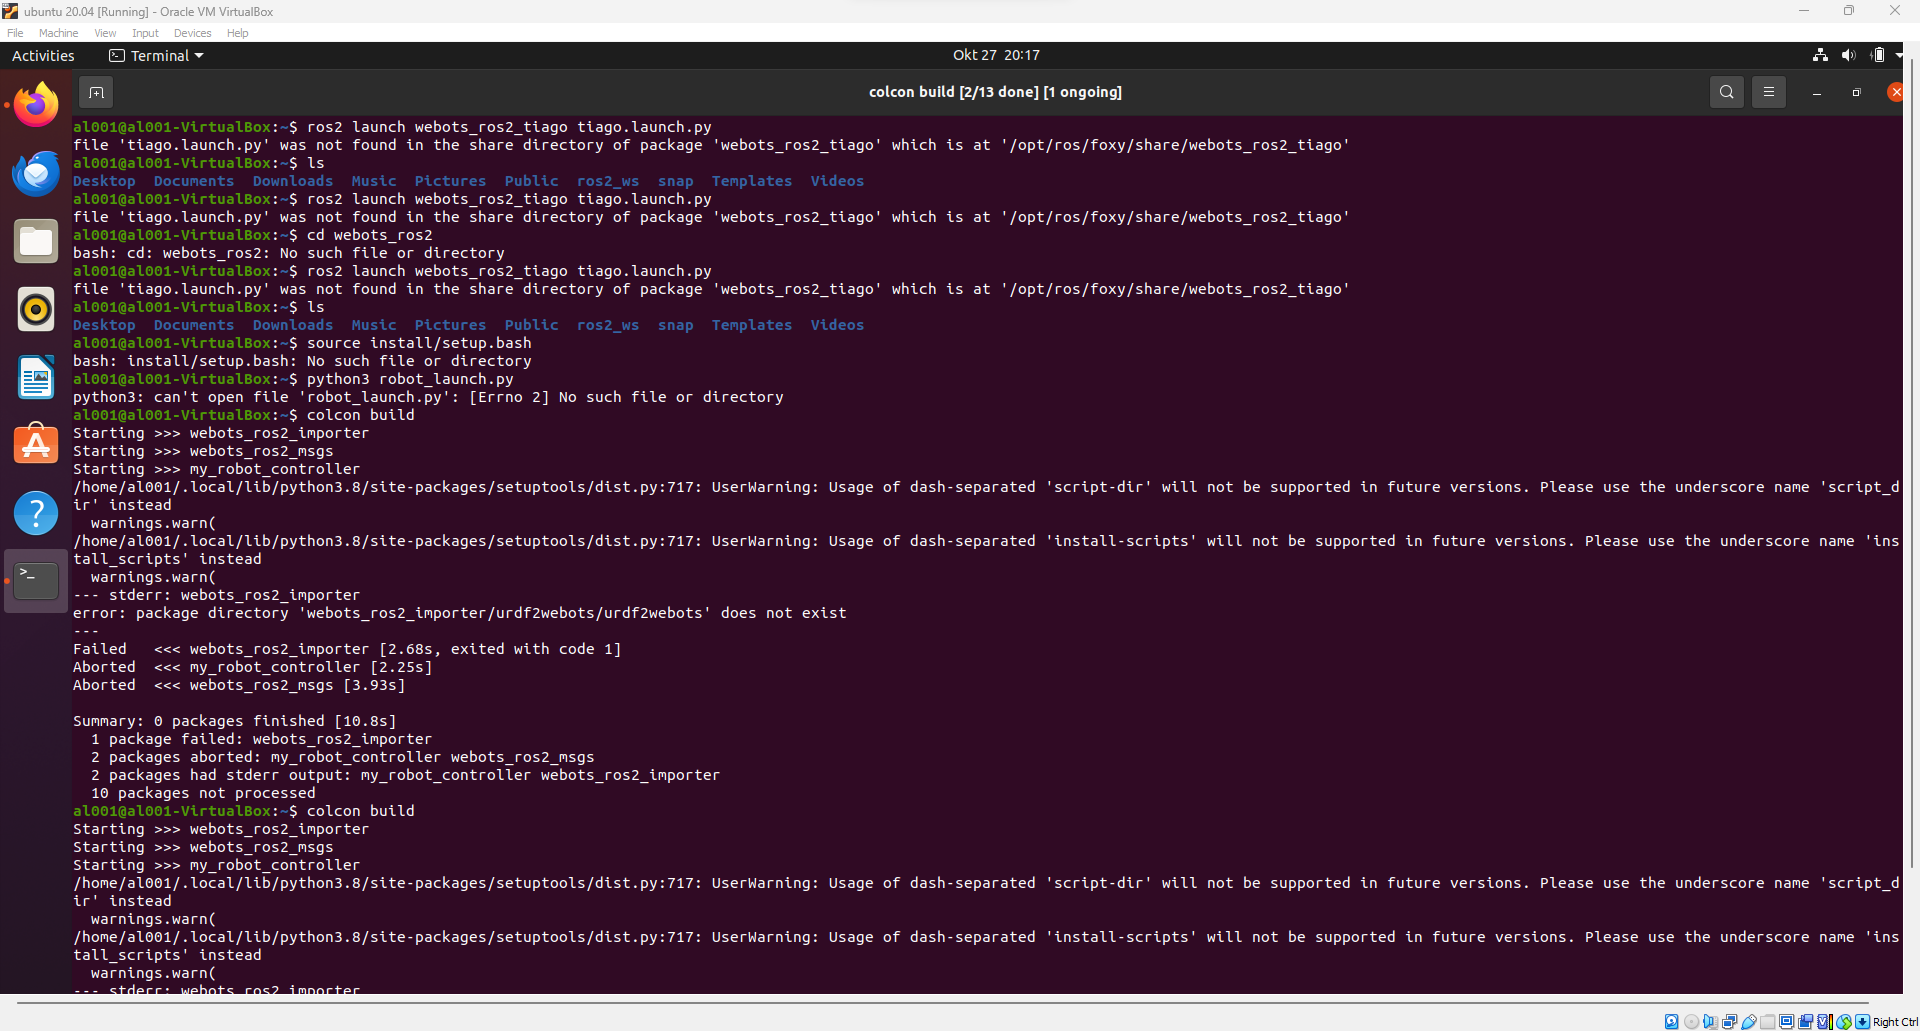 ubuntu 20.04 [Running] - Oracle VM VirtualBox
File Machine View Input Devices Help
Activities Terminal Okt 27 20:17
colcon build [2/13 done] [1 ongoing]
al001@al001-VirtualBox:~$ ros2 launch webots_ros2_tiago tiago.launch.py
file 'tiago.launch.py' was not found in the share directory of package 'webots_ros2_tiago' which is at '/opt/ros/foxy/share/webots_ros2_tiago'
al001@al001-VirtualBox:~$ ls
Desktop Documents Downloads Music Pictures Public ros2_ws snap Templates Videos
al001@al001-VirtualBox:~$ ros2 launch webots_ros2_tiago tiago.launch.py
file 'tiago.launch.py' was not found in the share directory of package 'webots_ros2_tiago' which is at '/opt/ros/foxy/share/webots_ros2_tiago'
al001@al001-VirtualBox:~$ cd webots_ros2
bash: cd: webots_ros2: No such file or directory
al001@al001-VirtualBox:~$ ros2 launch webots_ros2_tiago tiago.launch.py
file 'tiago.launch.py' was not found in the share directory of package 'webots_ros2_tiago' which is at '/opt/ros/foxy/share/webots_ros2_tiago'
al001@al001-VirtualBox:~$ ls
Desktop Documents Downloads Music Pictures Public ros2_ws snap Templates Videos
al001@al001-VirtualBox:~$ source install/setup.bash
bash: install/setup.bash: No such file or directory
al001@al001-VirtualBox:~$ python3 robot_launch.py
python3: can't open file 'robot_launch.py': [Errno 2] No such file or directory
al001@al001-VirtualBox:~$ colcon build
Starting >>> webots_ros2_importer
Starting >>> webots_ros2_msgs
Starting >>> my_robot_controller
/home/al001/.local/lib/python3.8/site-packages/setuptools/dist.py:717: UserWarning: Usage of dash-separated 'script-dir' will not be supported in future versions. Please use the underscore name 'script_d
ir' instead
warnings.warn(
/home/al001/.local/lib/python3.8/site-packages/setuptools/dist.py:717: UserWarning: Usage of dash-separated 'install-scripts' will not be supported in future versions. Please use the underscore name 'ins
tall_scripts' instead
warnings.warn(
--- stderr: webots_ros2_importer
error: package directory 'webots_ros2_importer/urdf2webots/urdf2webots' does not exist
---
Failed <<< webots_ros2_importer [2.68s, exited with code 1]
Aborted <<< my_robot_controller [2.25s]
Aborted <<< webots_ros2_msgs [3.93s]
Summary: 0 packages finished [10.8s]
1 package failed: webots_ros2_importer
2 packages aborted: my_robot_controller webots_ros2_msgs
2 packages had stderr output: my_robot_controller webots_ros2_importer
10 packages not processed
al001@al001-VirtualBox:~$ colcon build
Starting >>> webots_ros2_importer
Starting >>> webots_ros2_msgs
Starting >>> my_robot_controller
/home/al001/.local/lib/python3.8/site-packages/setuptools/dist.py:717: UserWarning: Usage of dash-separated 'script-dir' will not be supported in future versions. Please use the underscore name 'script_d
ir' instead
warnings.warn(
/home/al001/.local/lib/python3.8/site-packages/setuptools/dist.py:717: UserWarning: Usage of dash-separated 'install-scripts' will not be supported in future versions. Please use the underscore name 'ins
tall_scripts' instead
warnings.warn(
--- stderr: webots_ros2_importer
Right Ctrl